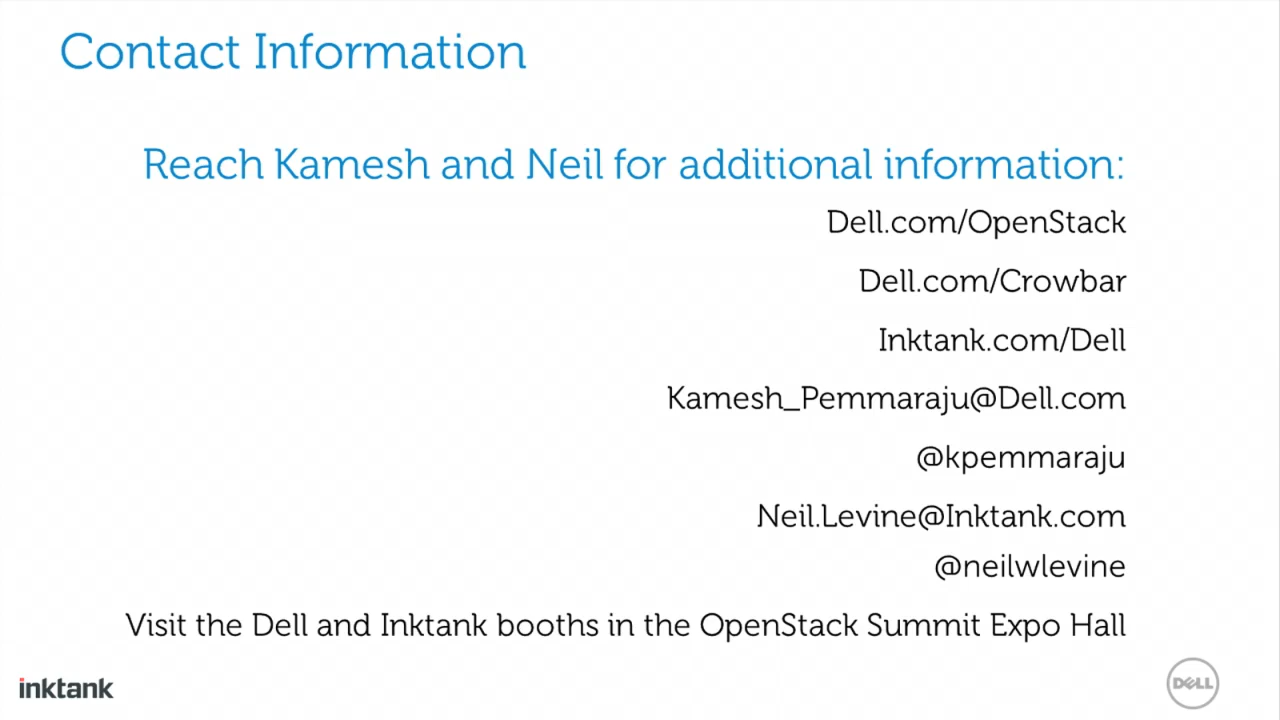 Contact Information
Reach Kamesh and Neil for additional information:
Dell.com/OpenStack
Dell.com/Crowbar
Inktank.com/Dell
Kamesh_Pemmaraju@Dell.com
@kpemmaraju
Neil.Levine@Inktank.com
@neilwlevine
Visit the Dell and Inktank booths in the OpenStack Summit Expo Hall
inktank
DELL